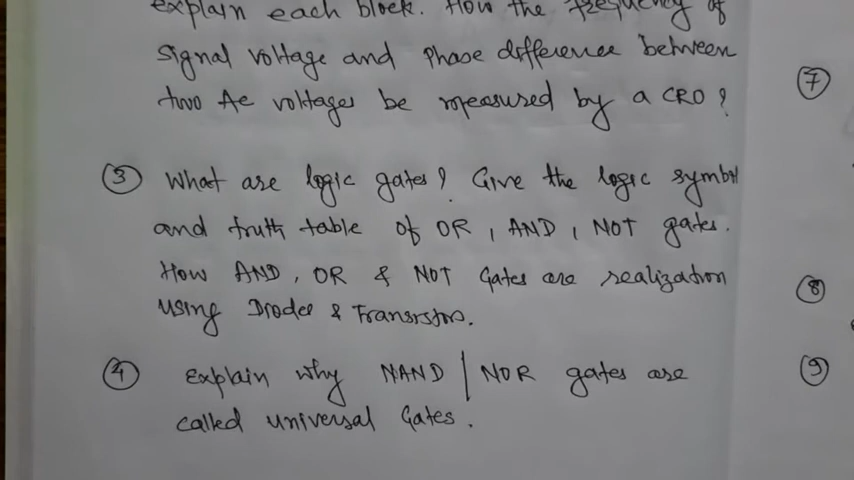 explain each block. How the frequency of
signal voltage and Phase difference between
two Ac voltages be measured by a CRO ?
③ What are logic gates? Give the logic symbol
and truth table of OR, AND, NOT gates.
How AND, OR & NOT Gates are realization
using Diodes & Transistors.
④ Explain why NAND | NOR gates are
called universal Gates.
⑦
⑧
⑨